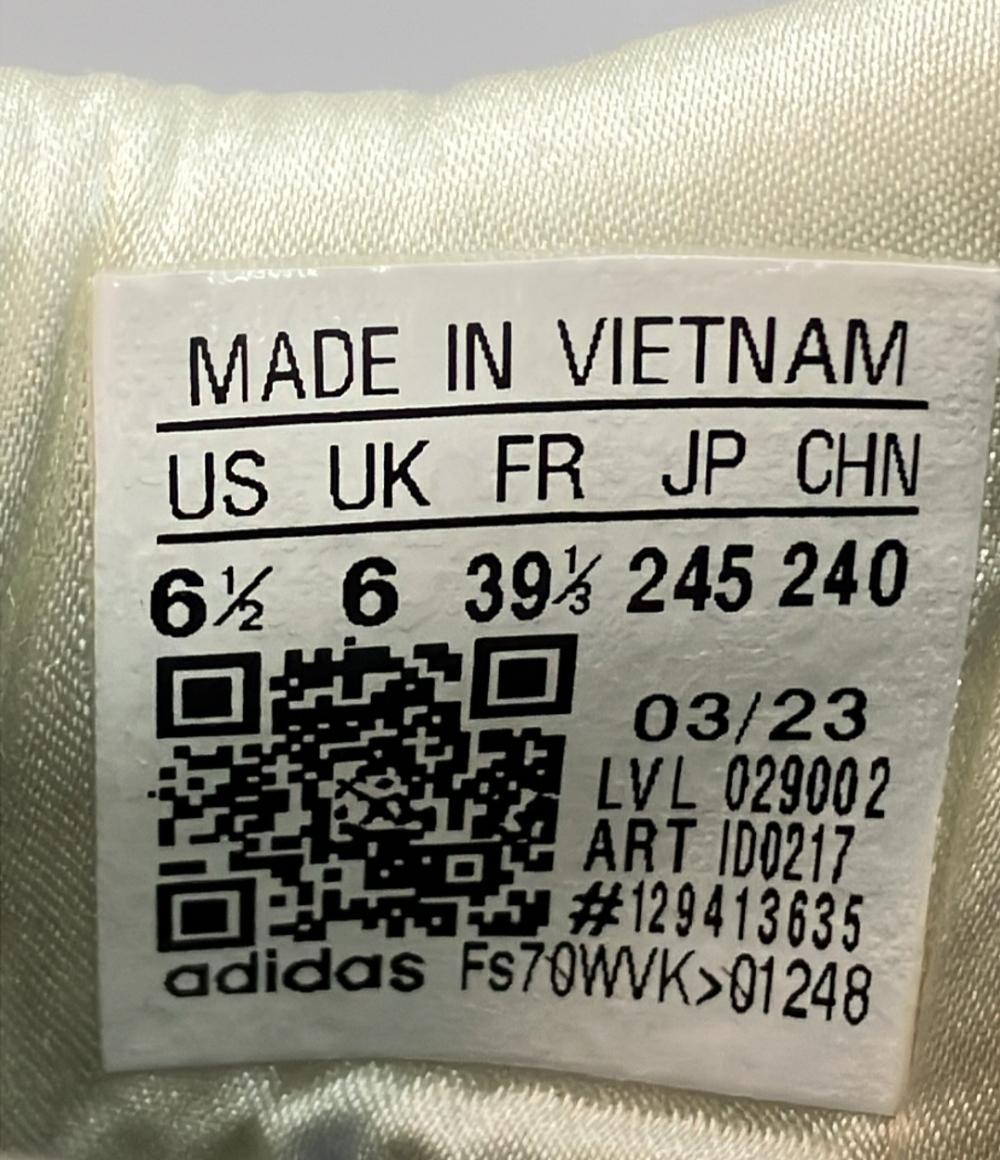 MADE IN VIETNAM
US UK FR JP CHN
6½ 6 39⅓ 245 240
03/23
LVL 029002
ART ID0217
#129413635
adidas Fs70WVK>01248